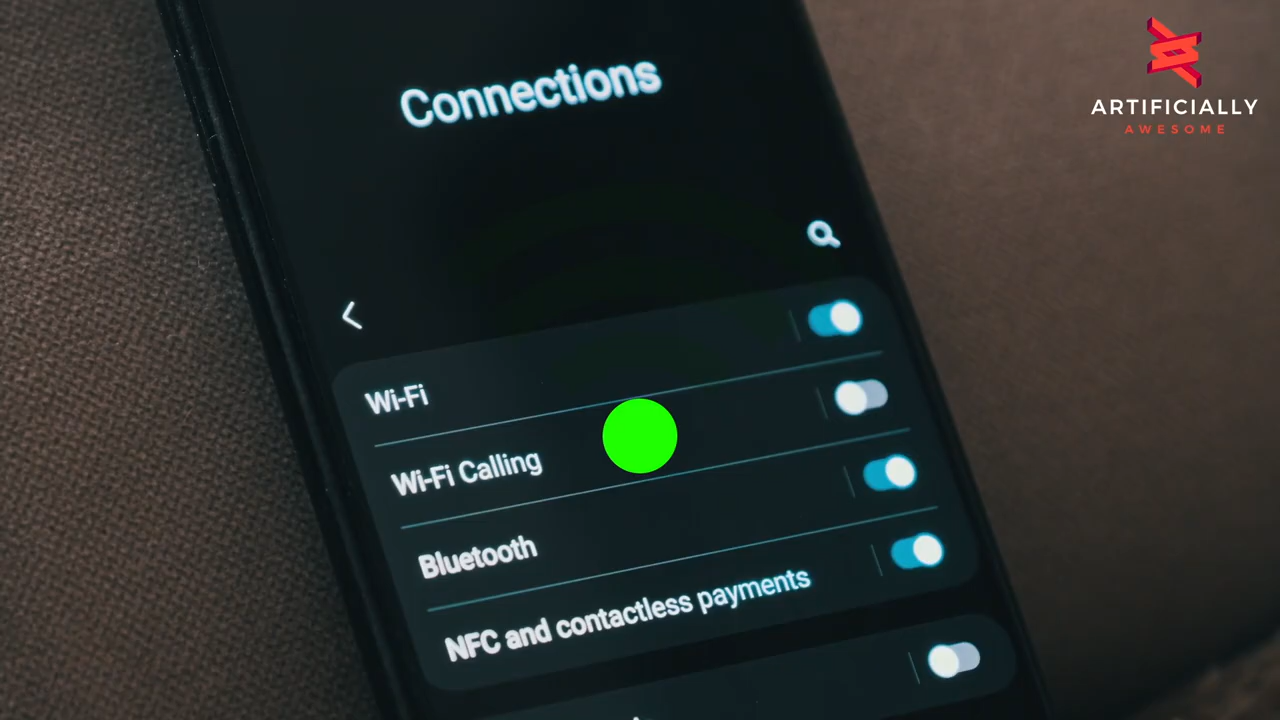 Connections
Wi-Fi
Wi-Fi Calling
Bluetooth
NFC and contactless payments
ARTIFICIALLY
AWESOME